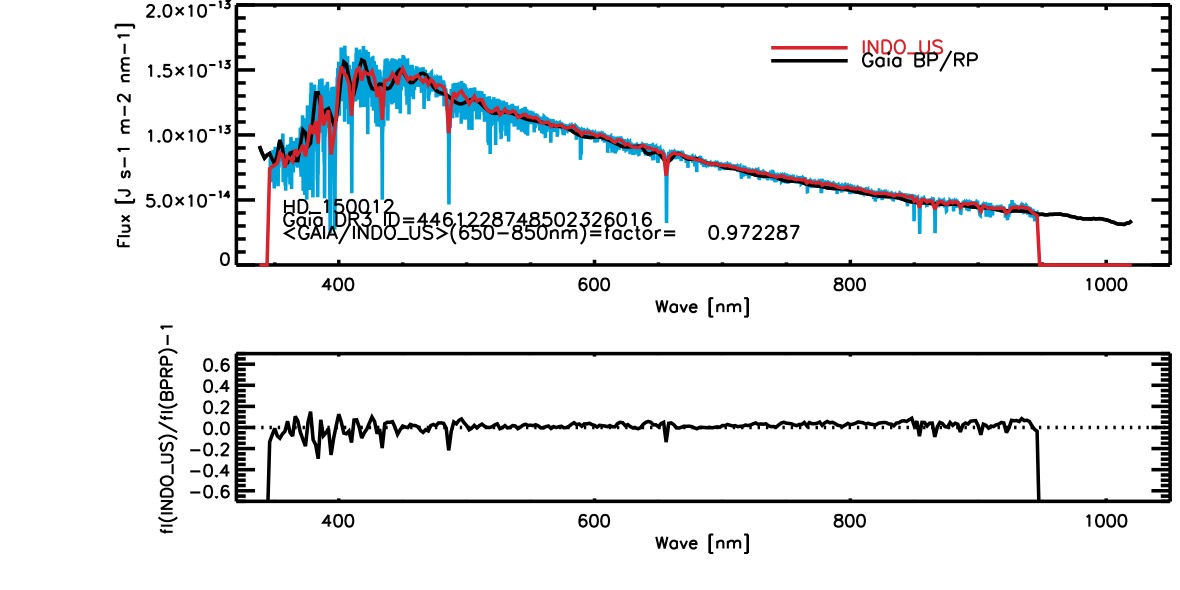 2.0×10⁻¹³
1.5×10⁻¹³
1.0×10⁻¹³
5.0×10⁻¹⁴
0
Flux [J s−1 m−2 nm−1]
INDO_US
Gaia BP/RP
HD_150012
Gaia DR3 ID=4461228748502326016
<GAIA/INDO_US>(650−850nm)=factor= 0.972287
400 600 800 1000
Wave [nm]
fl(INDO_US)/fl(BPRP)−1
0.6
0.4
0.2
0.0
−0.2
−0.4
−0.6
400 600 800 1000
Wave [nm]